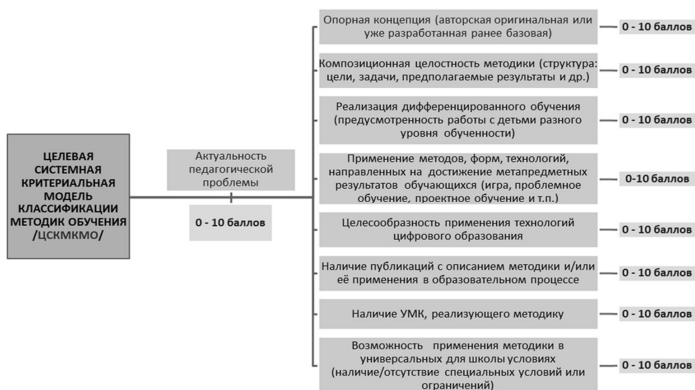 ЦЕЛЕВАЯ
СИСТЕМНАЯ
КРИТЕРИАЛЬНАЯ
МОДЕЛЬ
КЛАССИФИКАЦИИ
МЕТОДИК ОБУЧЕНИЯ
/ЦСКМКМО/
Актуальность
педагогической
проблемы
0 - 10 баллов
Опорная концепция (авторская оригинальная или
уже разработанная ранее базовая)
0 - 10 баллов
Композиционная целостность методики (структура:
цели, задачи, предполагаемые результаты и др.)
0 - 10 баллов
Реализация дифференцированного обучения
(предусмотренность работы с детьми разного
уровня обученности)
0 - 10 баллов
Применение методов, форм, технологий,
направленных на достижение метапредметных
результатов обучающихся (игра, проблемное
обучение, проектное обучение и т.п.)
0-10 баллов
Целесообразность применения технологий
цифрового образования
0 - 10 баллов
Наличие публикаций с описанием методики и/или
её применения в образовательном процессе
0 - 10 баллов
Наличие УМК, реализующего методику
0 - 10 баллов
Возможность применения методики в
универсальных для школы условиях
(наличие/отсутствие специальных условий или
ограничений)
0 - 10 баллов